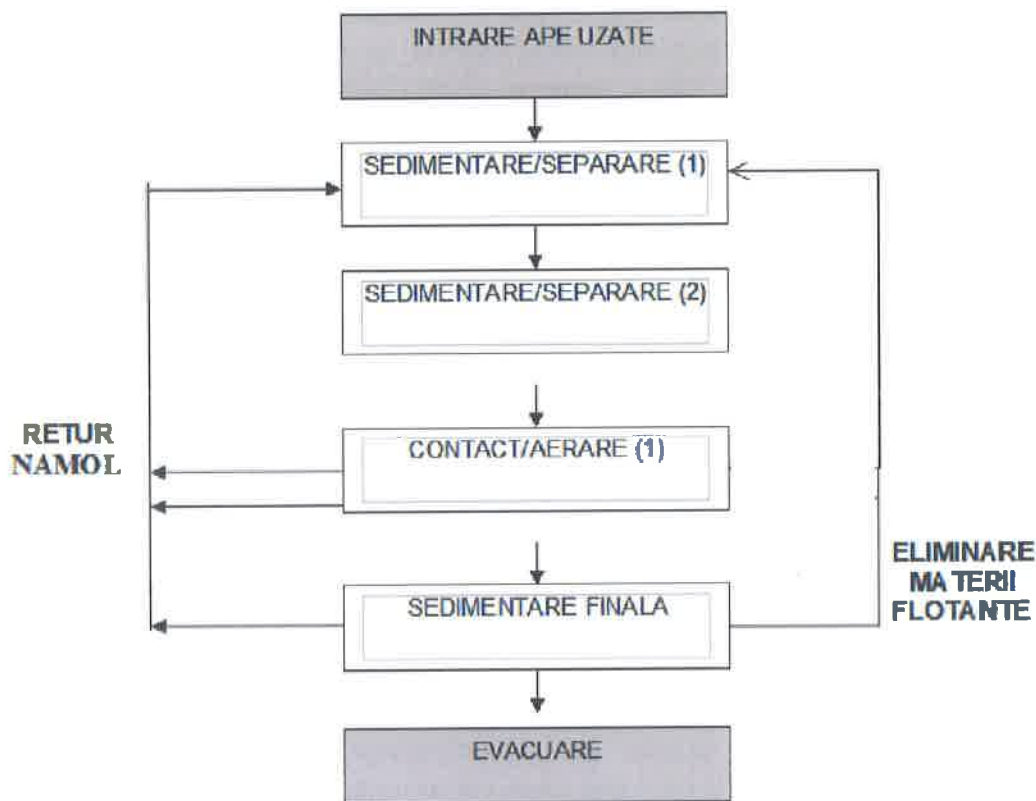 INTRARE APE UZATE
SEDIMENTARE/SEPARARE (1)
SEDIMENTARE/SEPARARE (2)
RETUR
NAMOL
CONTACT/AERARE (1)
ELIMINARE
MATERII
FLOTANTE
SEDIMENTARE FINALA
EVACUARE